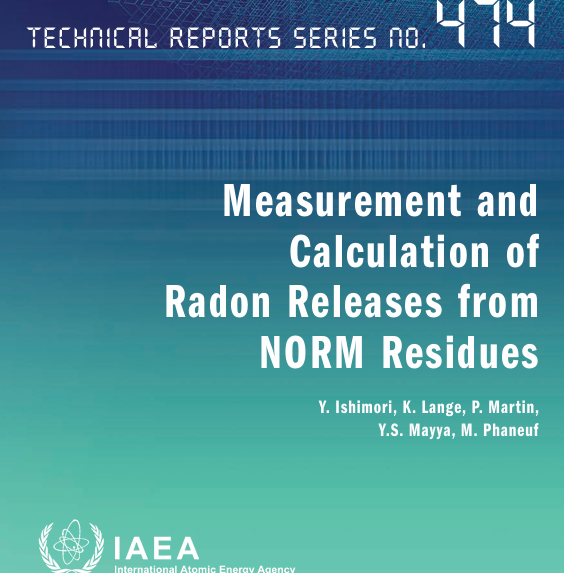 TECHNICAL REPORTS SERIES NO. 474
Measurement and
Calculation of
Radon Releases from
NORM Residues
Y. Ishimori, K. Lange, P. Martin,
Y.S. Mayya, M. Phaneuf
IAEA
International Atomic Energy Agency